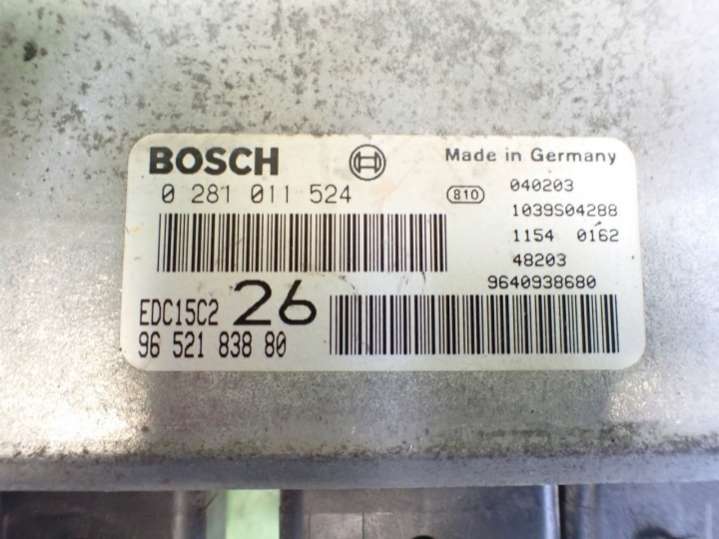 BOSCH
Made in Germany
0 281 011 524
810
040203
1039S04288
1154 0162
48203
9640938680
EDC15C2 26
96 521 838 80